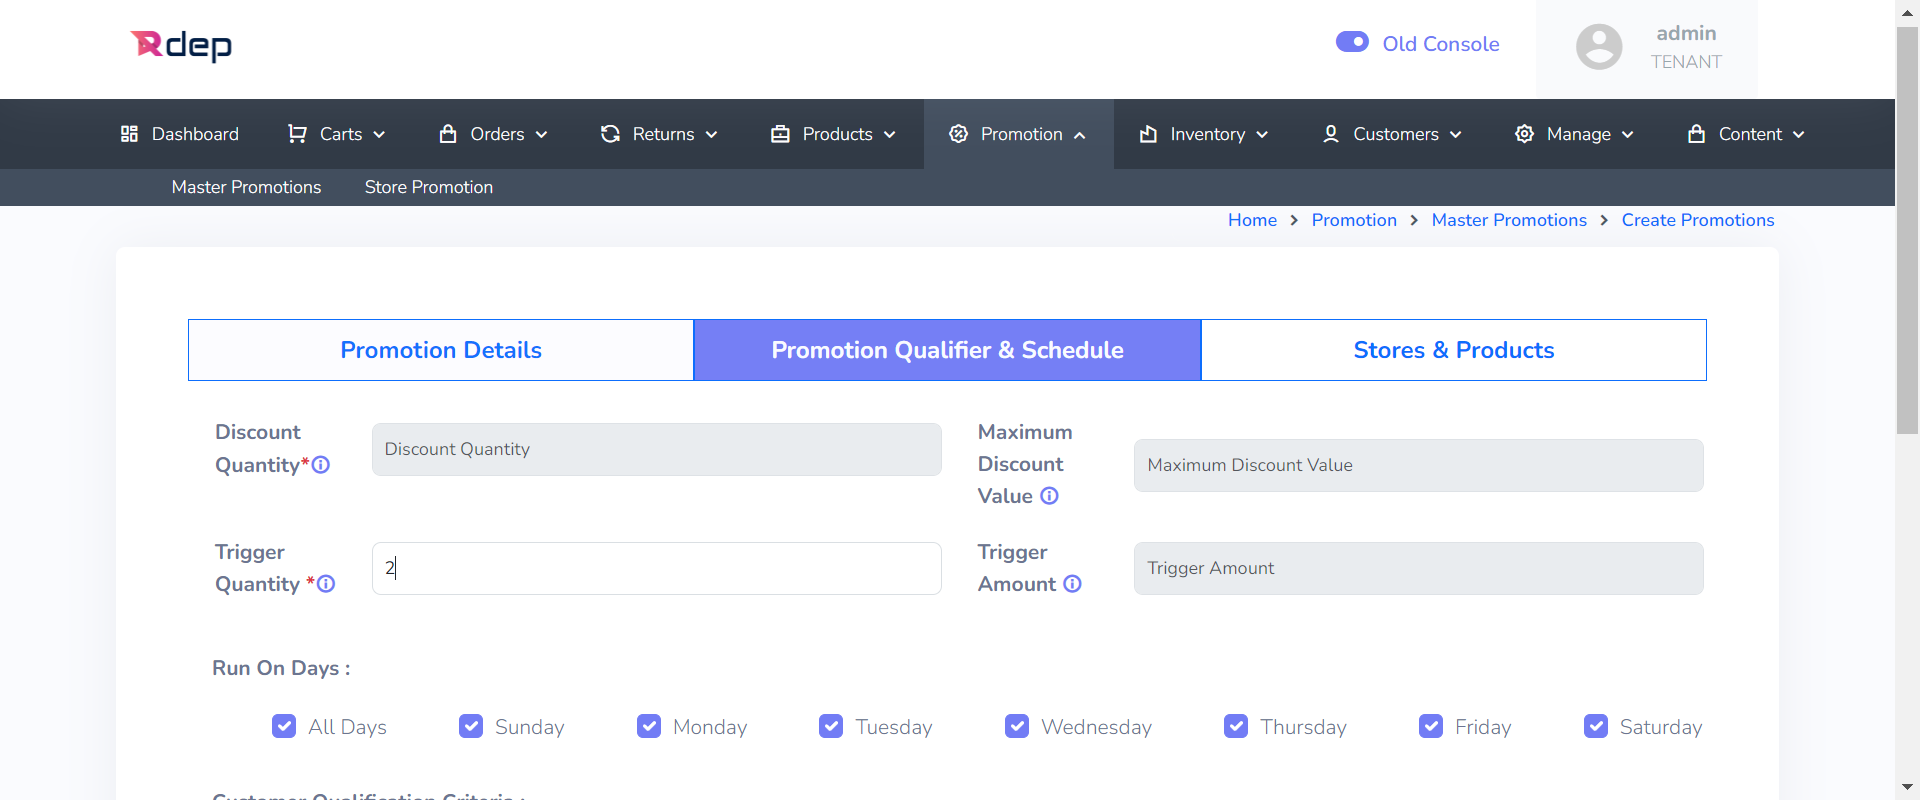 Rdep
Old Console
admin
TENANT
Dashboard Carts Orders Returns Products Promotion Inventory Customers Manage Content
Master Promotions Store Promotion
Home > Promotion > Master Promotions > Create Promotions
Promotion Details Promotion Qualifier & Schedule Stores & Products
Discount
Quantity*
Discount Quantity
Maximum
Discount
Value
Maximum Discount Value
Trigger
Quantity *
2
Trigger
Amount
Trigger Amount
Run On Days :
All Days Sunday Monday Tuesday Wednesday Thursday Friday Saturday
Customer Qualification Criteria :